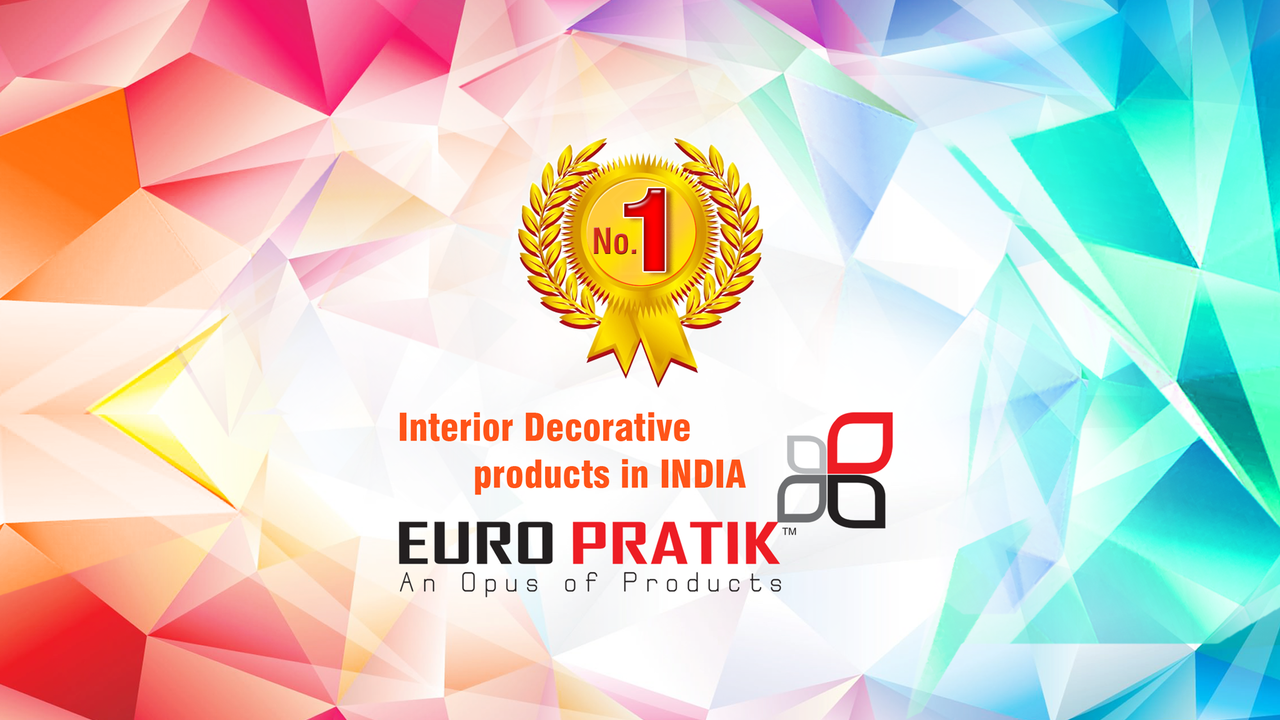 No.1
Interior Decorative
products in INDIA
EURO PRATIK™
An Opus of Products